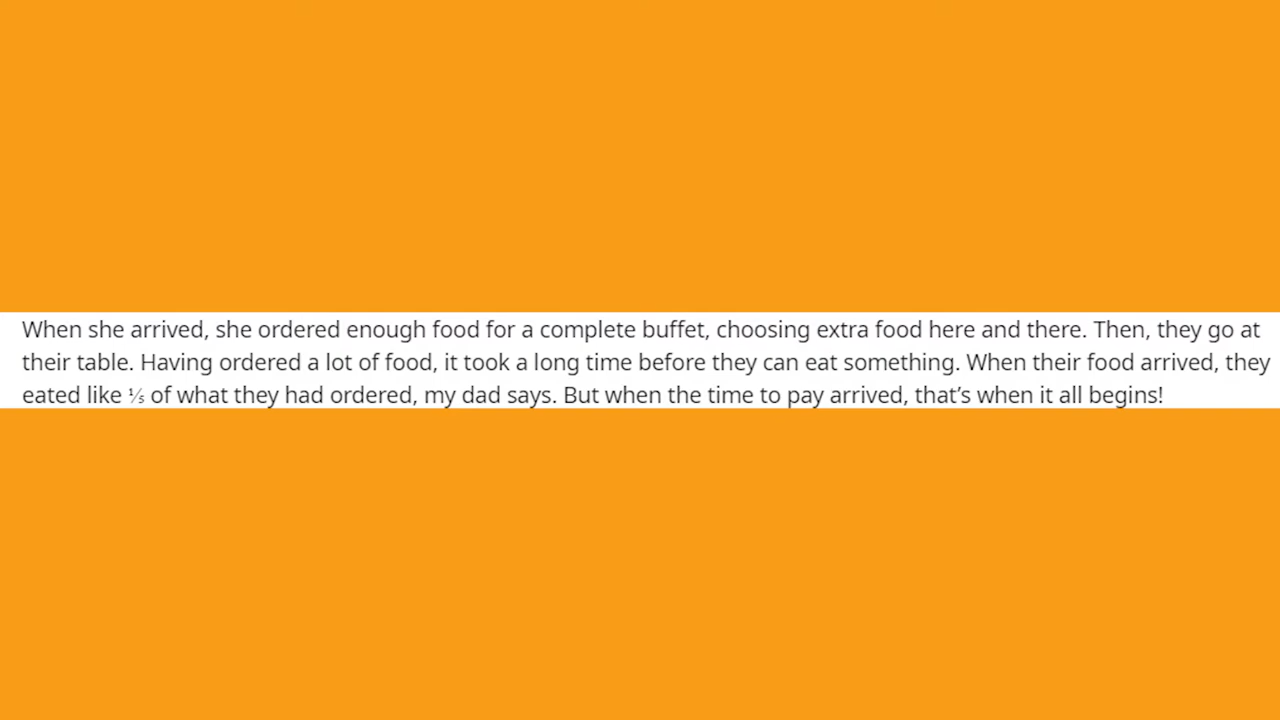 When she arrived, she ordered enough food for a complete buffet, choosing extra food here and there. Then, they go at
their table. Having ordered a lot of food, it took a long time before they can eat something. When their food arrived, they
eated like ⅕ of what they had ordered, my dad says. But when the time to pay arrived, that’s when it all begins!